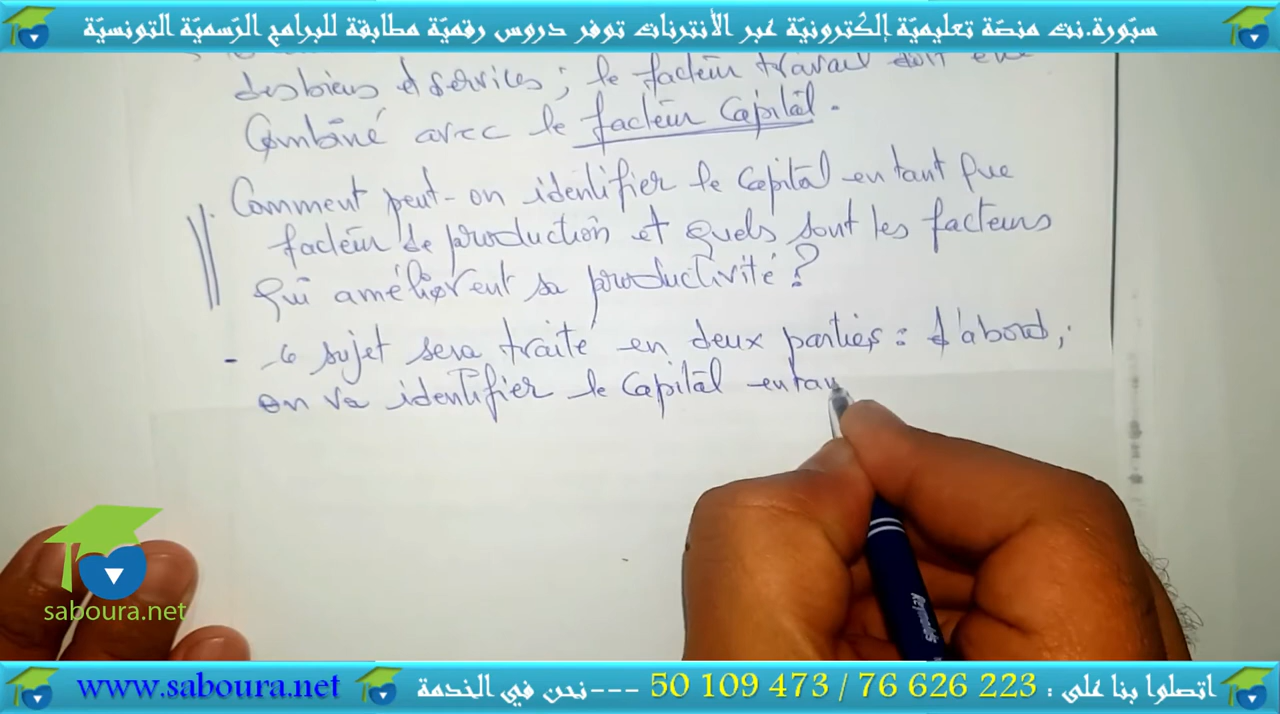 سبّورة.نت منصّة تعليميّة إلكترونيّة عبر الأنترنات توفر دروس رقميّة مطابقة للبرامج الرّسميّة التونسيّة
des biens et services; le facteur travail doit être
Combiné avec le facteur Capital.
Comment peut-on identifier le Capital en tant que
facteur de production et quels sont les facteurs
qui améliorent sa productivité ?
- Le sujet sera traité en deux parties : d'abord,
on va identifier le Capital en tan
Reynolds
saboura.net
www.saboura.net
اتصلوا بنا على : 50 109 473 / 76 626 223 ---نحن في الخدمة